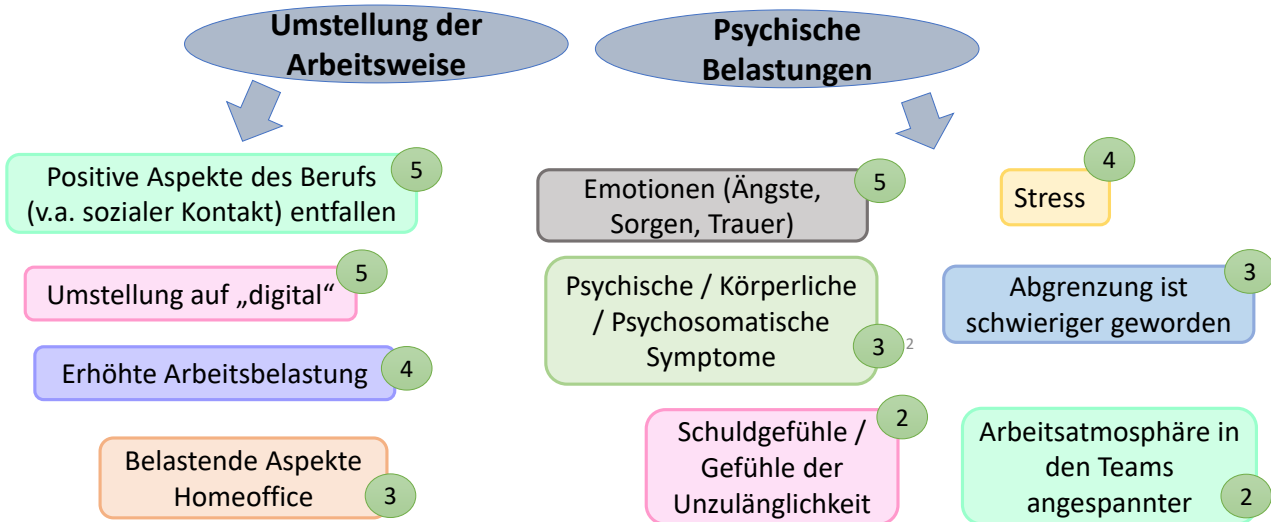 Umstellung der
Arbeitsweise
Psychische
Belastungen
5
Positive Aspekte des Berufs
(v.a. sozialer Kontakt) entfallen
5
Umstellung auf „digital“
Erhöhte Arbeitsbelastung
4
Belastende Aspekte
Homeoffice
3
5
Emotionen (Ängste,
Sorgen, Trauer)
Psychische / Körperliche
/ Psychosomatische
Symptome
3
2
2
Schuldgefühle /
Gefühle der
Unzulänglichkeit
4
Stress
3
Abgrenzung ist
schwieriger geworden
Arbeitsatmosphäre in
den Teams
angespannter
2